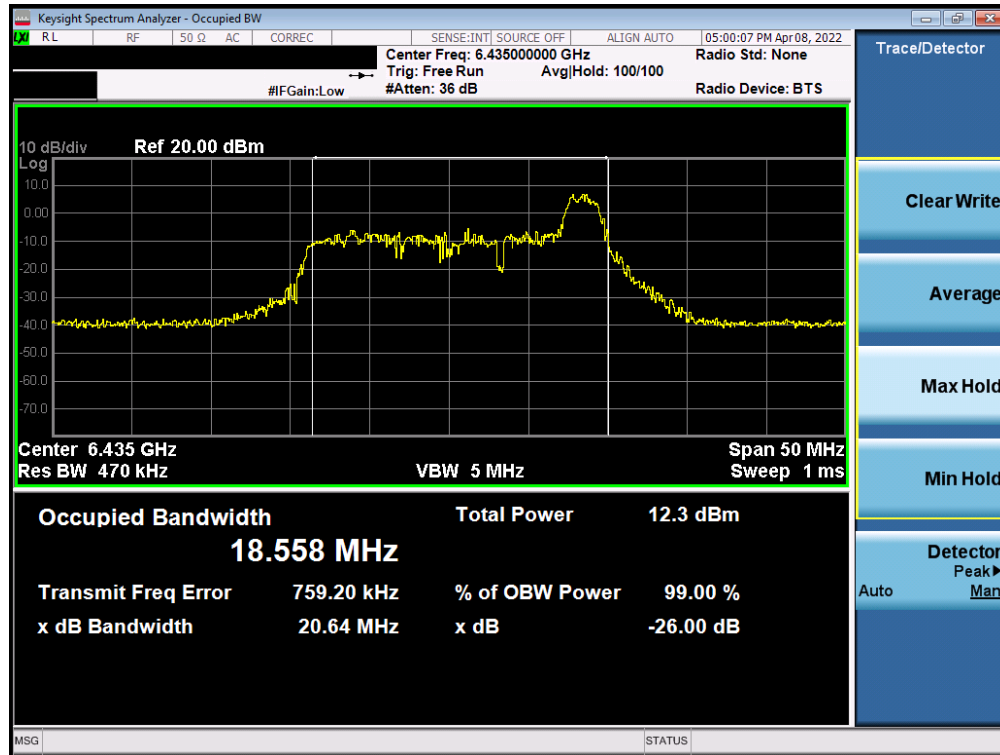 Keysight Spectrum Analyzer - Occupied BW
LXI RL RF 50 Ω AC CORREC SENSE:INT SOURCE OFF ALIGN AUTO 05:00:07 PM Apr 08, 2022
Center Freq: 6.435000000 GHz Radio Std: None
Trig: Free Run Avg|Hold: 100/100
#IFGain:Low #Atten: 36 dB Radio Device: BTS
10 dB/div Ref 20.00 dBm
Log
10.0
0.00
-10.0
-20.0
-30.0
-40.0
-50.0
-60.0
-70.0
Center 6.435 GHz Span 50 MHz
Res BW 470 kHz VBW 5 MHz Sweep 1 ms
Occupied Bandwidth Total Power 12.3 dBm
18.558 MHz
Transmit Freq Error 759.20 kHz % of OBW Power 99.00 %
x dB Bandwidth 20.64 MHz x dB -26.00 dB
Trace/Detector
Clear Write
Average
Max Hold
Min Hold
Detector
Peak▶
Auto Man
MSG STATUS